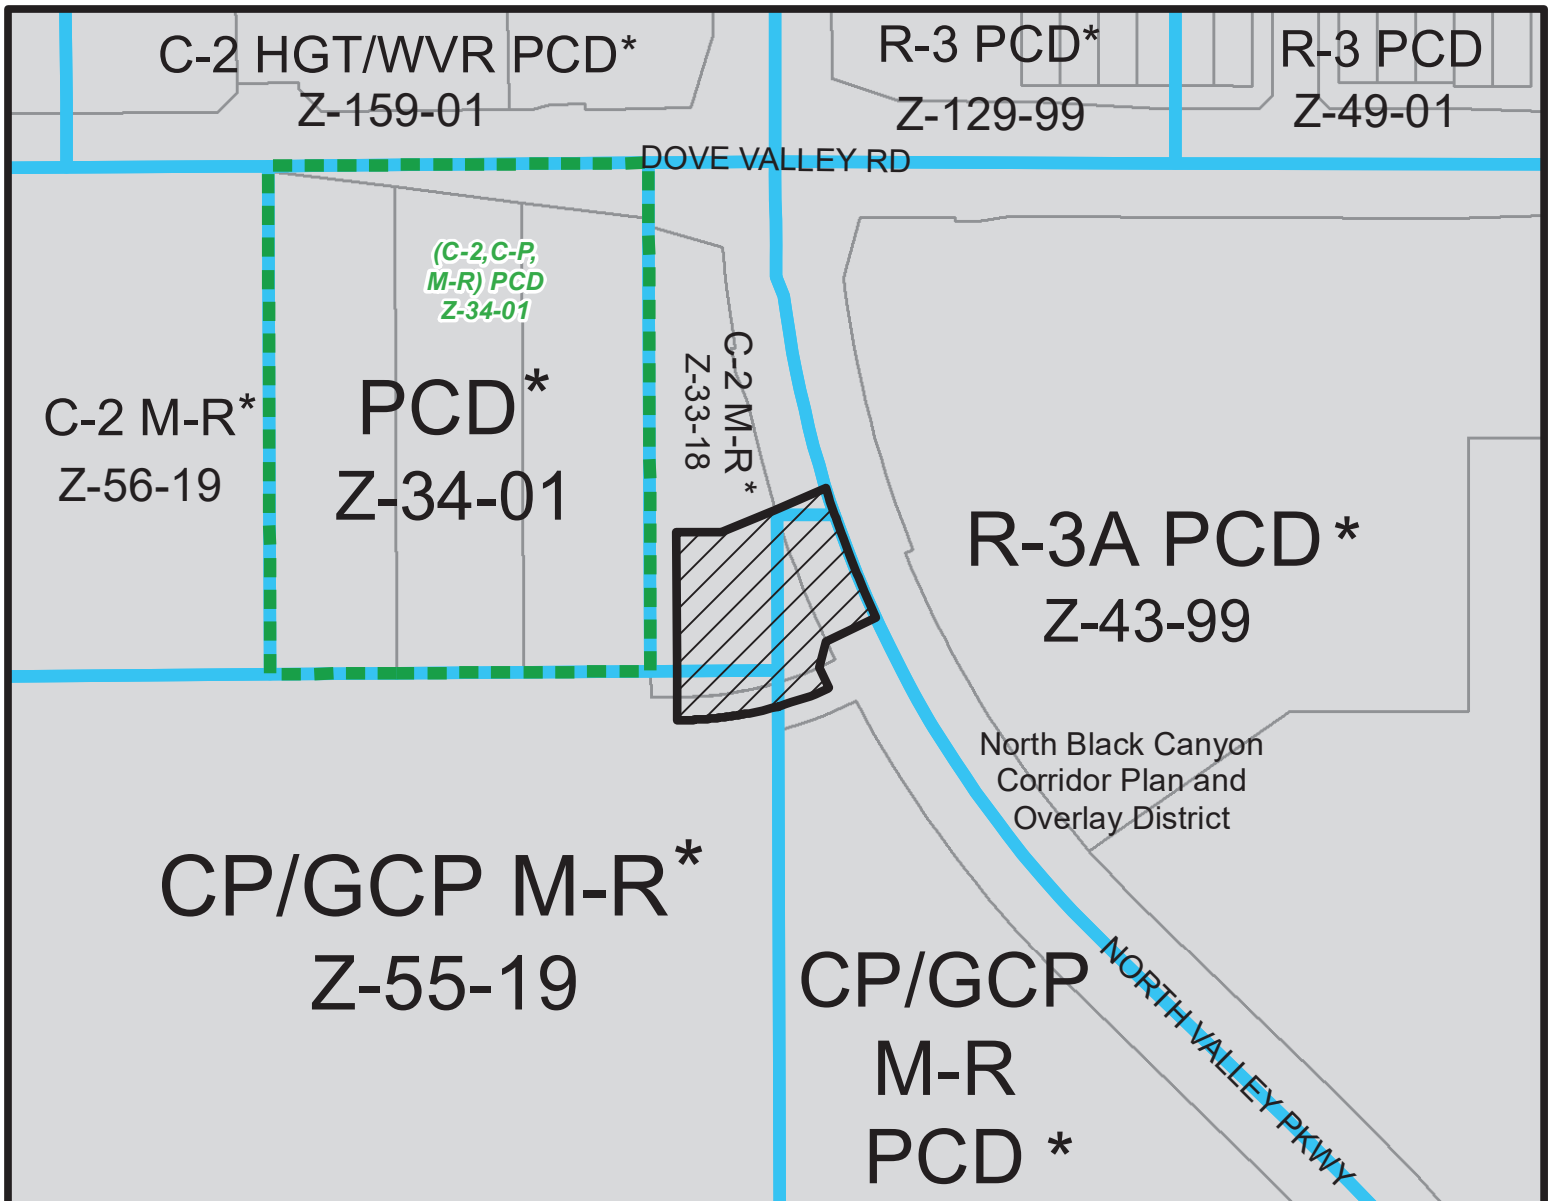 C-2 HGT/WVR PCD*
Z-159-01
R-3 PCD*
Z-129-99
R-3 PCD
Z-49-01
DOVE VALLEY RD
(C-2,C-P,
M-R) PCD
Z-34-01
C-2 M-R*
Z-56-19
PCD*
Z-34-01
C-2 M-R*
Z-33-18
R-3A PCD*
Z-43-99
North Black Canyon
Corridor Plan and
Overlay District
CP/GCP M-R*
Z-55-19
CP/GCP
M-R
PCD *
NORTH VALLEY PKWY